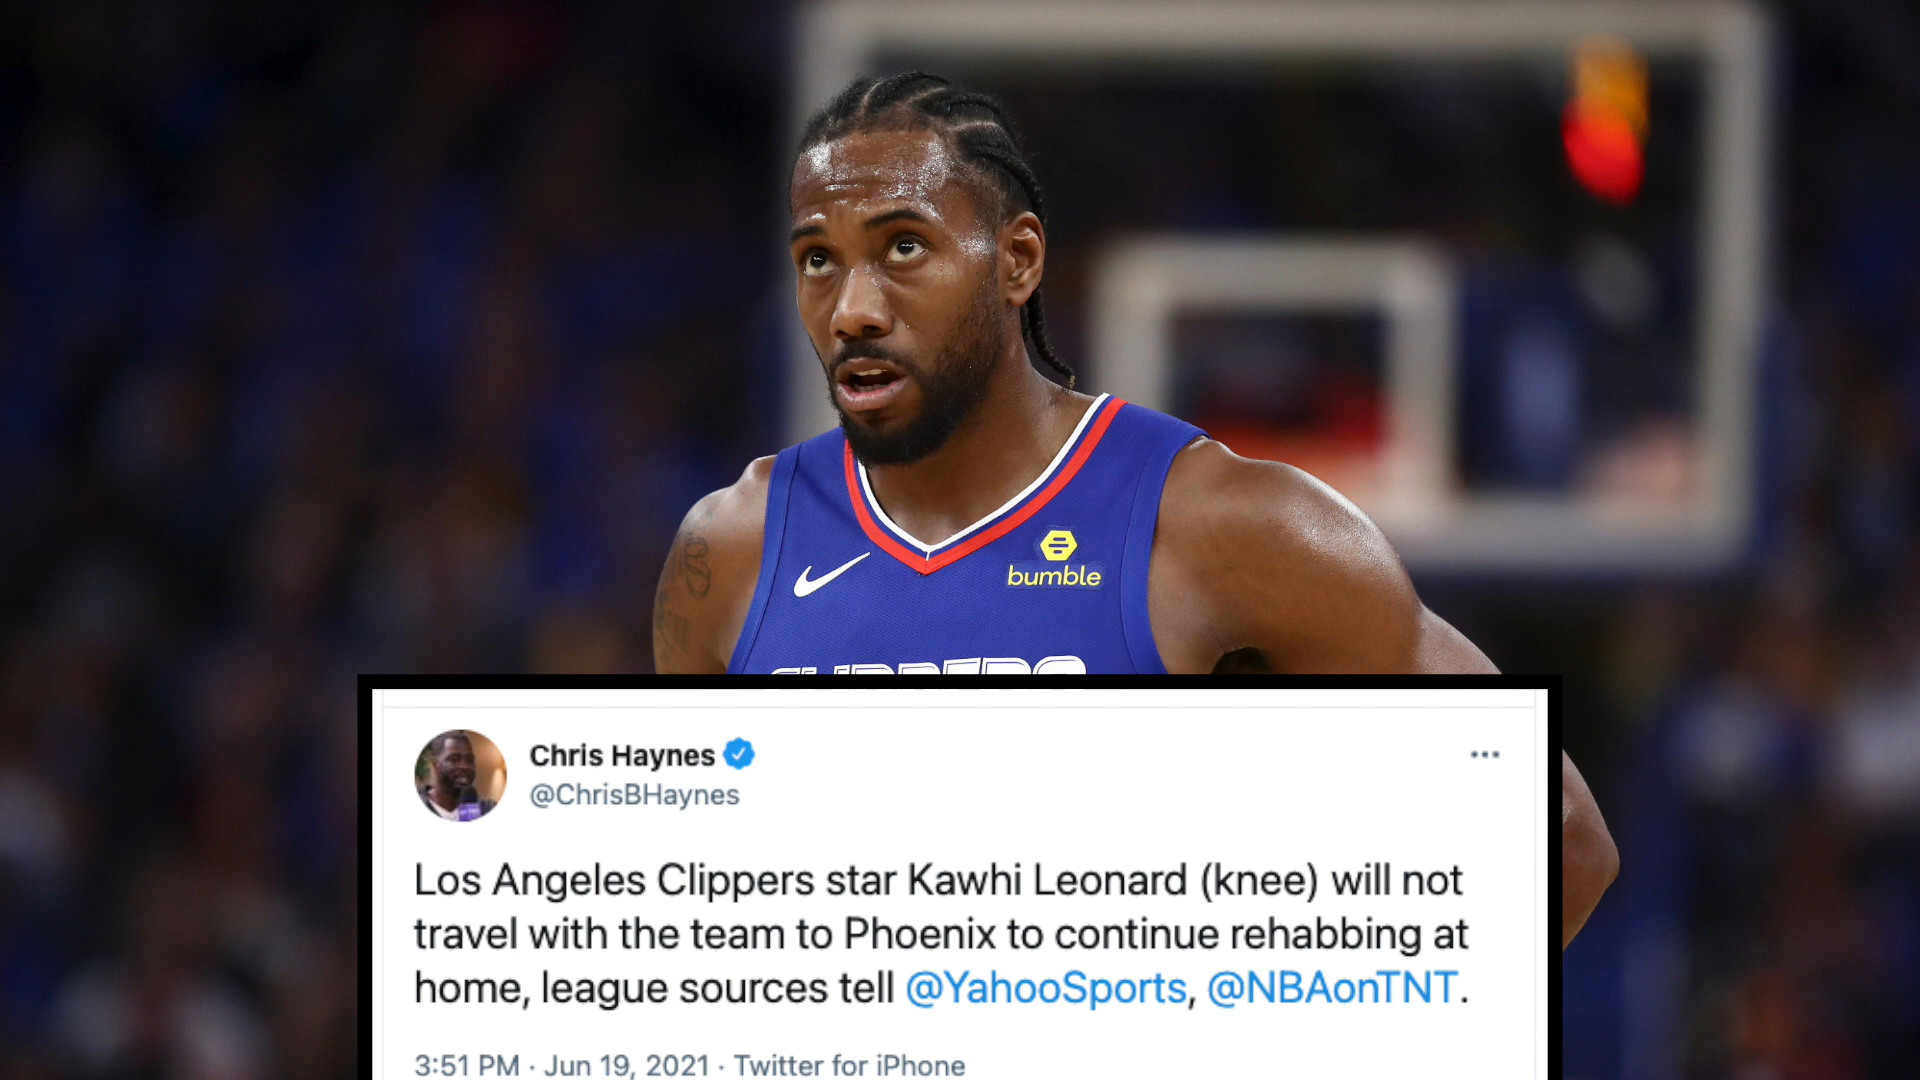 bumble
CLIPPERS
Chris Haynes
@ChrisBHaynes
Los Angeles Clippers star Kawhi Leonard (knee) will not
travel with the team to Phoenix to continue rehabbing at
home, league sources tell @YahooSports, @NBAonTNT.
3:51 PM · Jun 19, 2021 · Twitter for iPhone